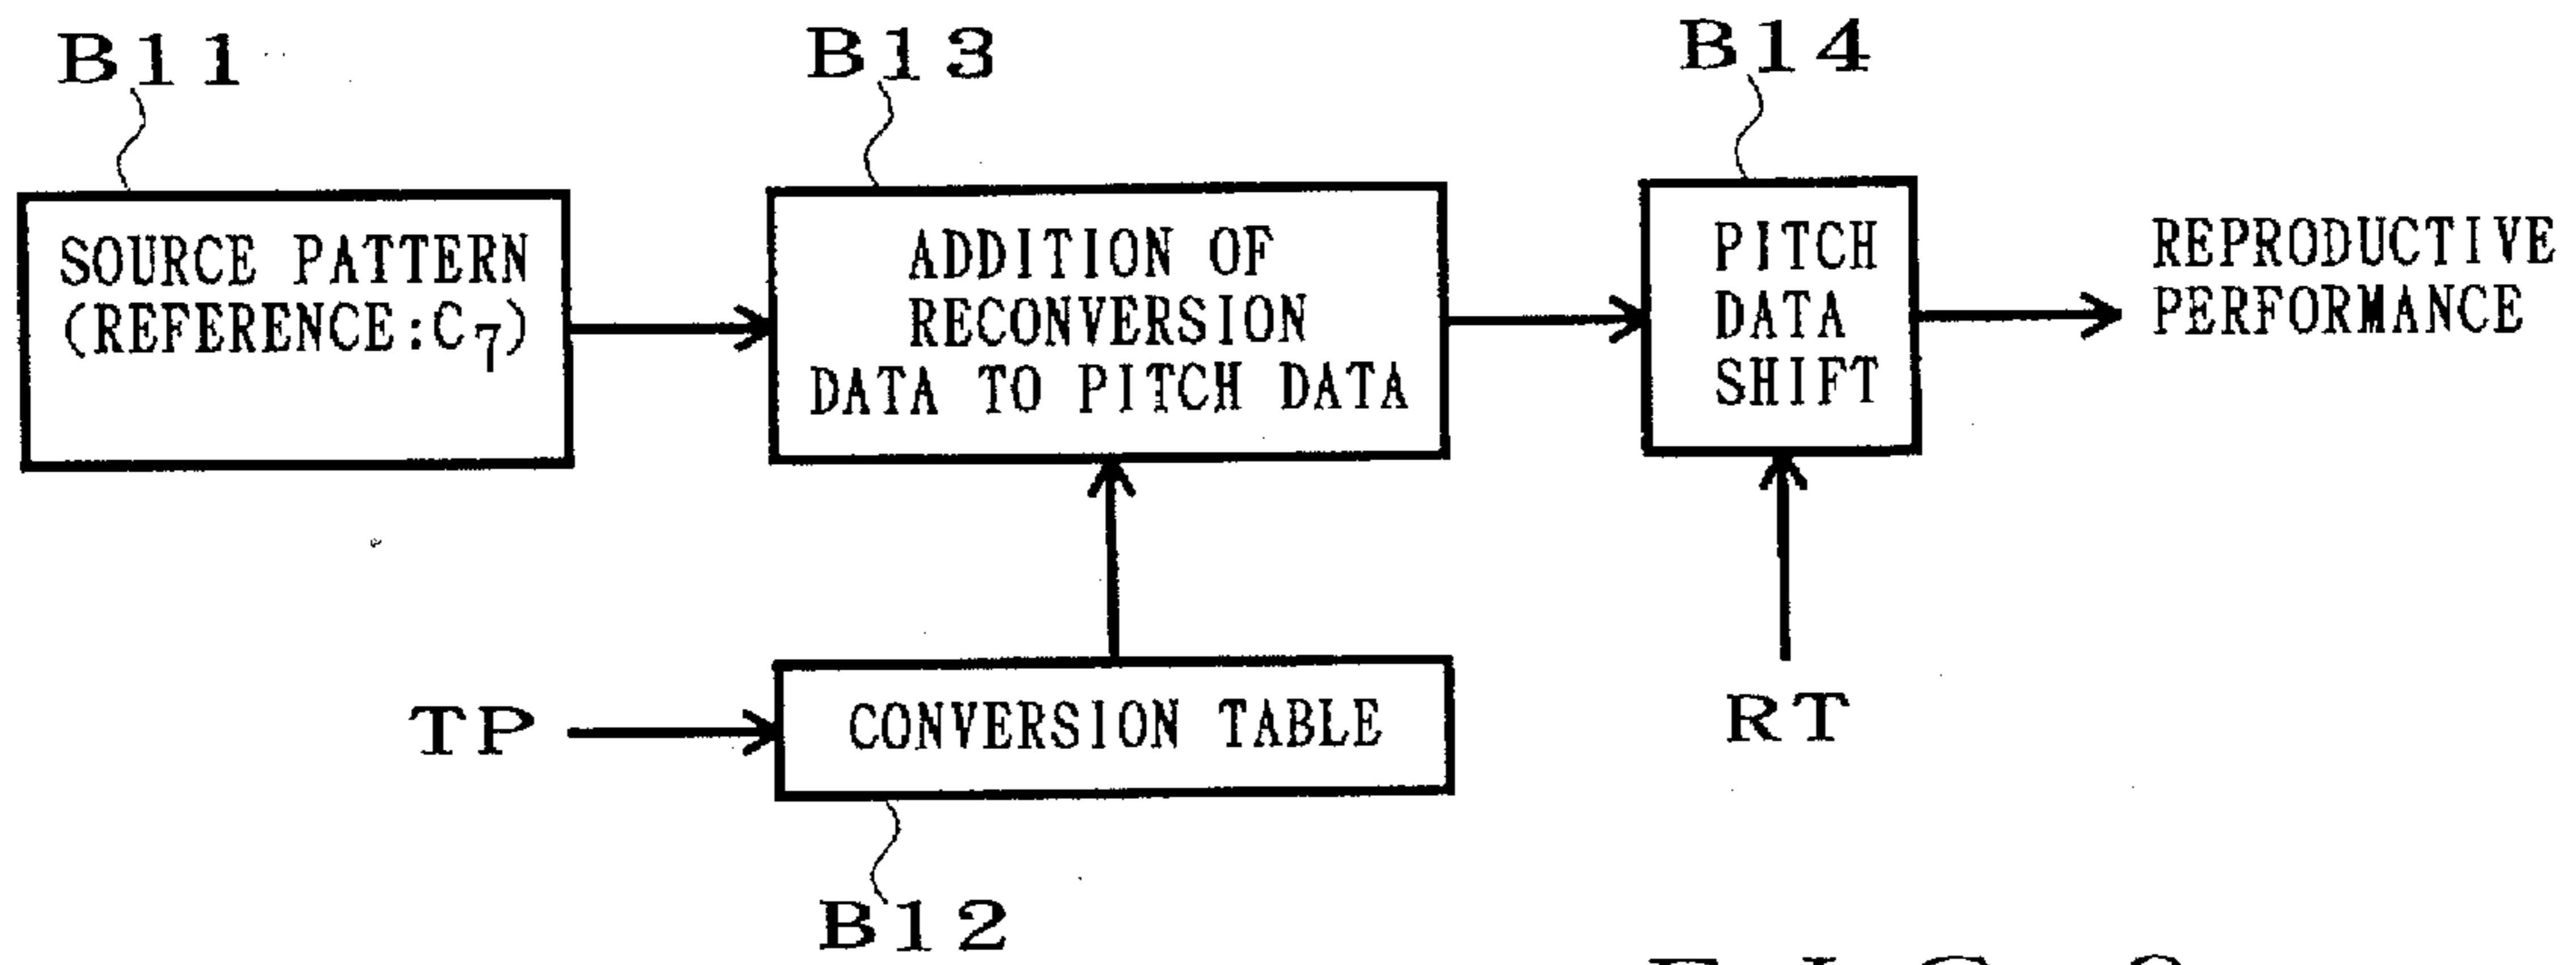 B11
B13
B14
SOURCE PATTERN
(REFERENCE:C7)
ADDITION OF
RECONVERSION
DATA TO PITCH DATA
PITCH
DATA
SHIFT
REPRODUCTIVE
PERFORMANCE
TP
CONVERSION TABLE
RT
B12